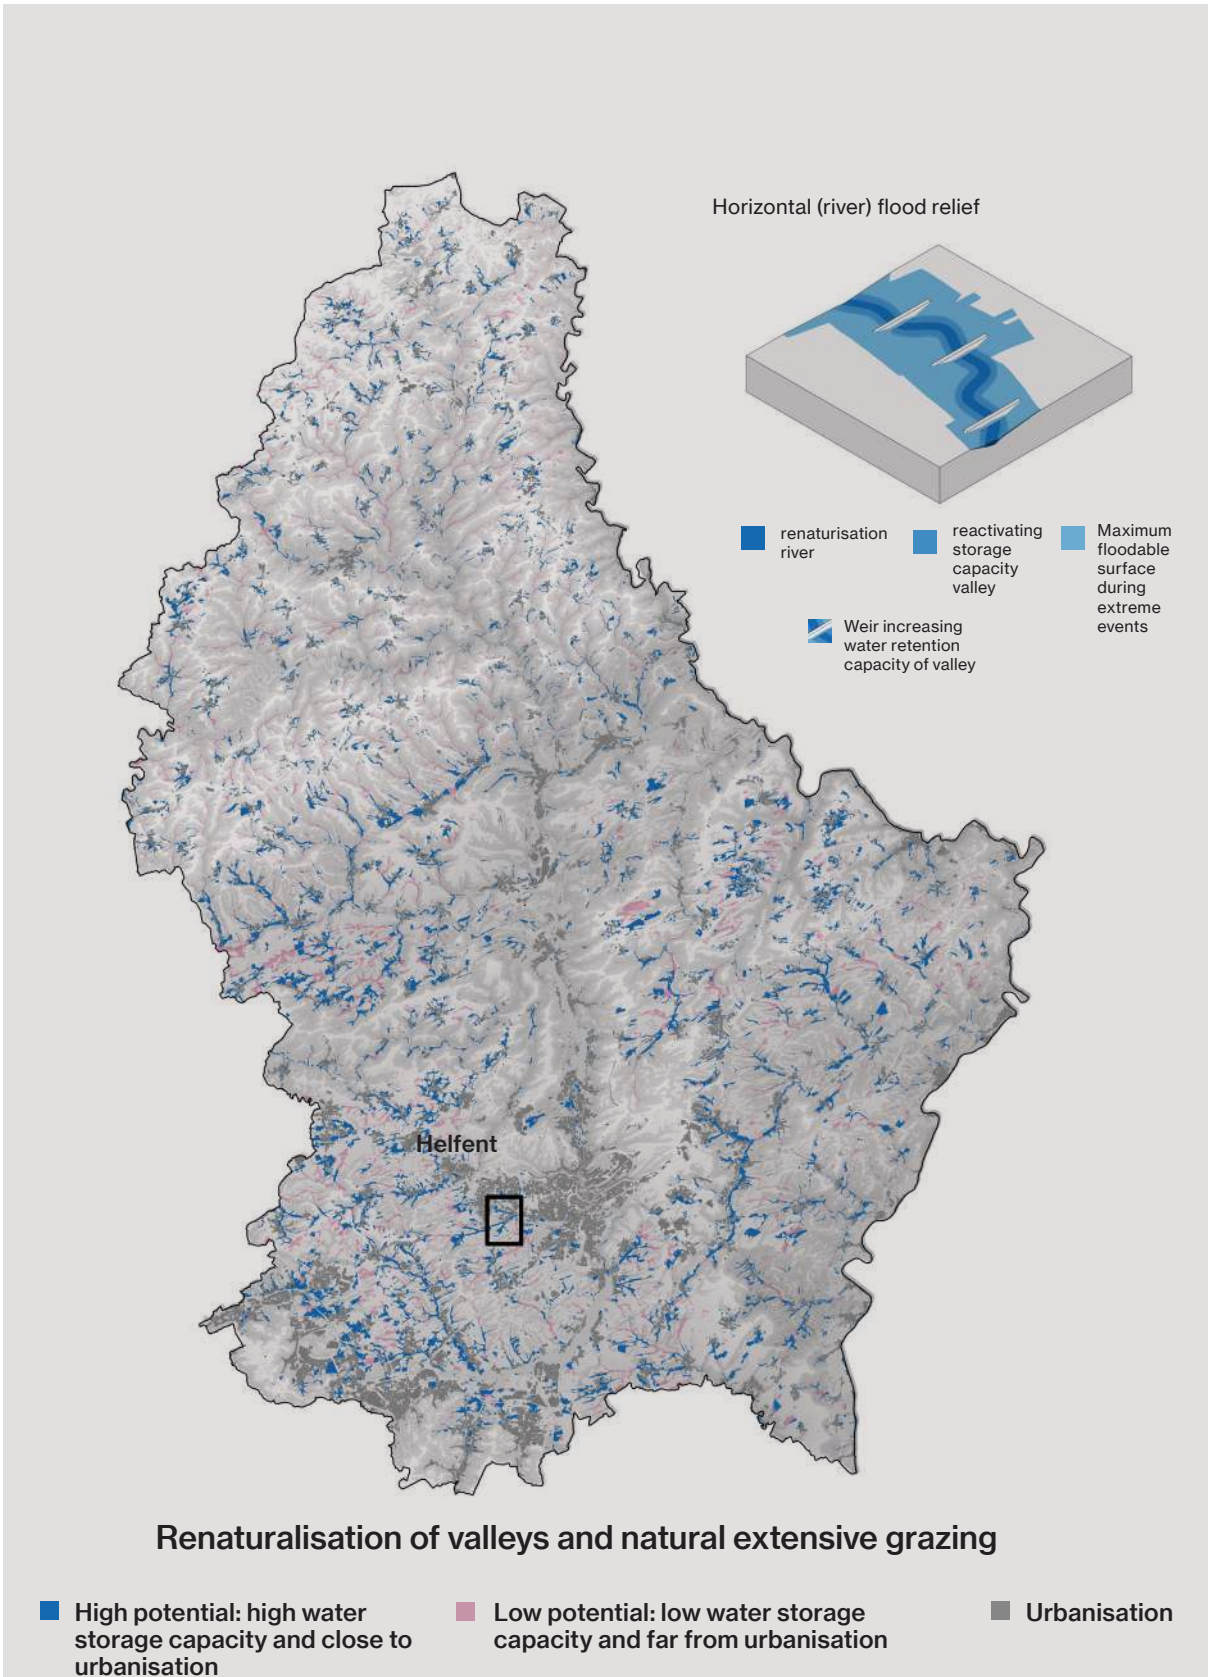 Horizontal (river) flood relief
renaturisation
river
reactivating
storage
capacity
valley
Maximum
floodable
surface
during
extreme
events
Weir increasing
water retention
capacity of valley
Helfent
Renaturalisation of valleys and natural extensive grazing
High potential: high water
storage capacity and close to
urbanisation
Low potential: low water storage
capacity and far from urbanisation
Urbanisation